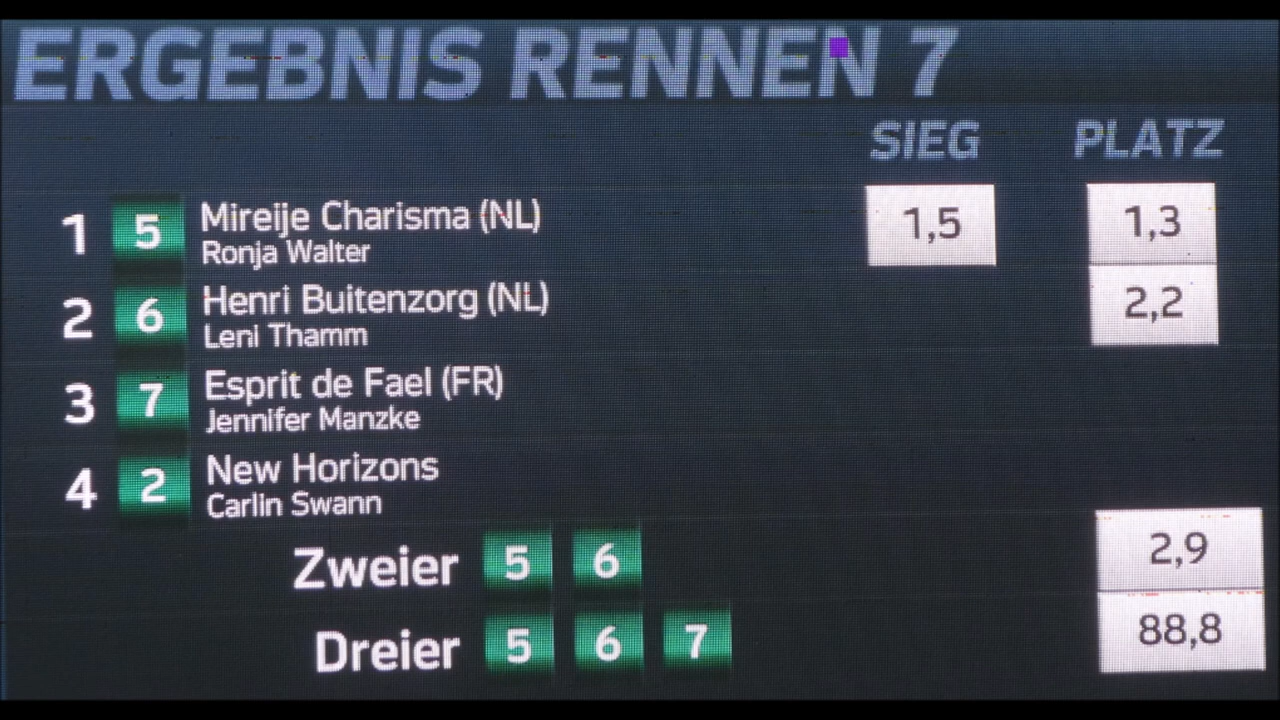 ERGEBNIS RENNEN 7
SIEG PLATZ
1 5 Mireije Charisma (NL) 1,5 1,3
Ronja Walter
2 6 Henri Buitenzorg (NL) 2,2
Leni Thamm
3 7 Esprit de Fael (FR)
Jennifer Manzke
4 2 New Horizons
Carlin Swann
Zweier 5 6 2,9
Dreier 5 6 7 88,8